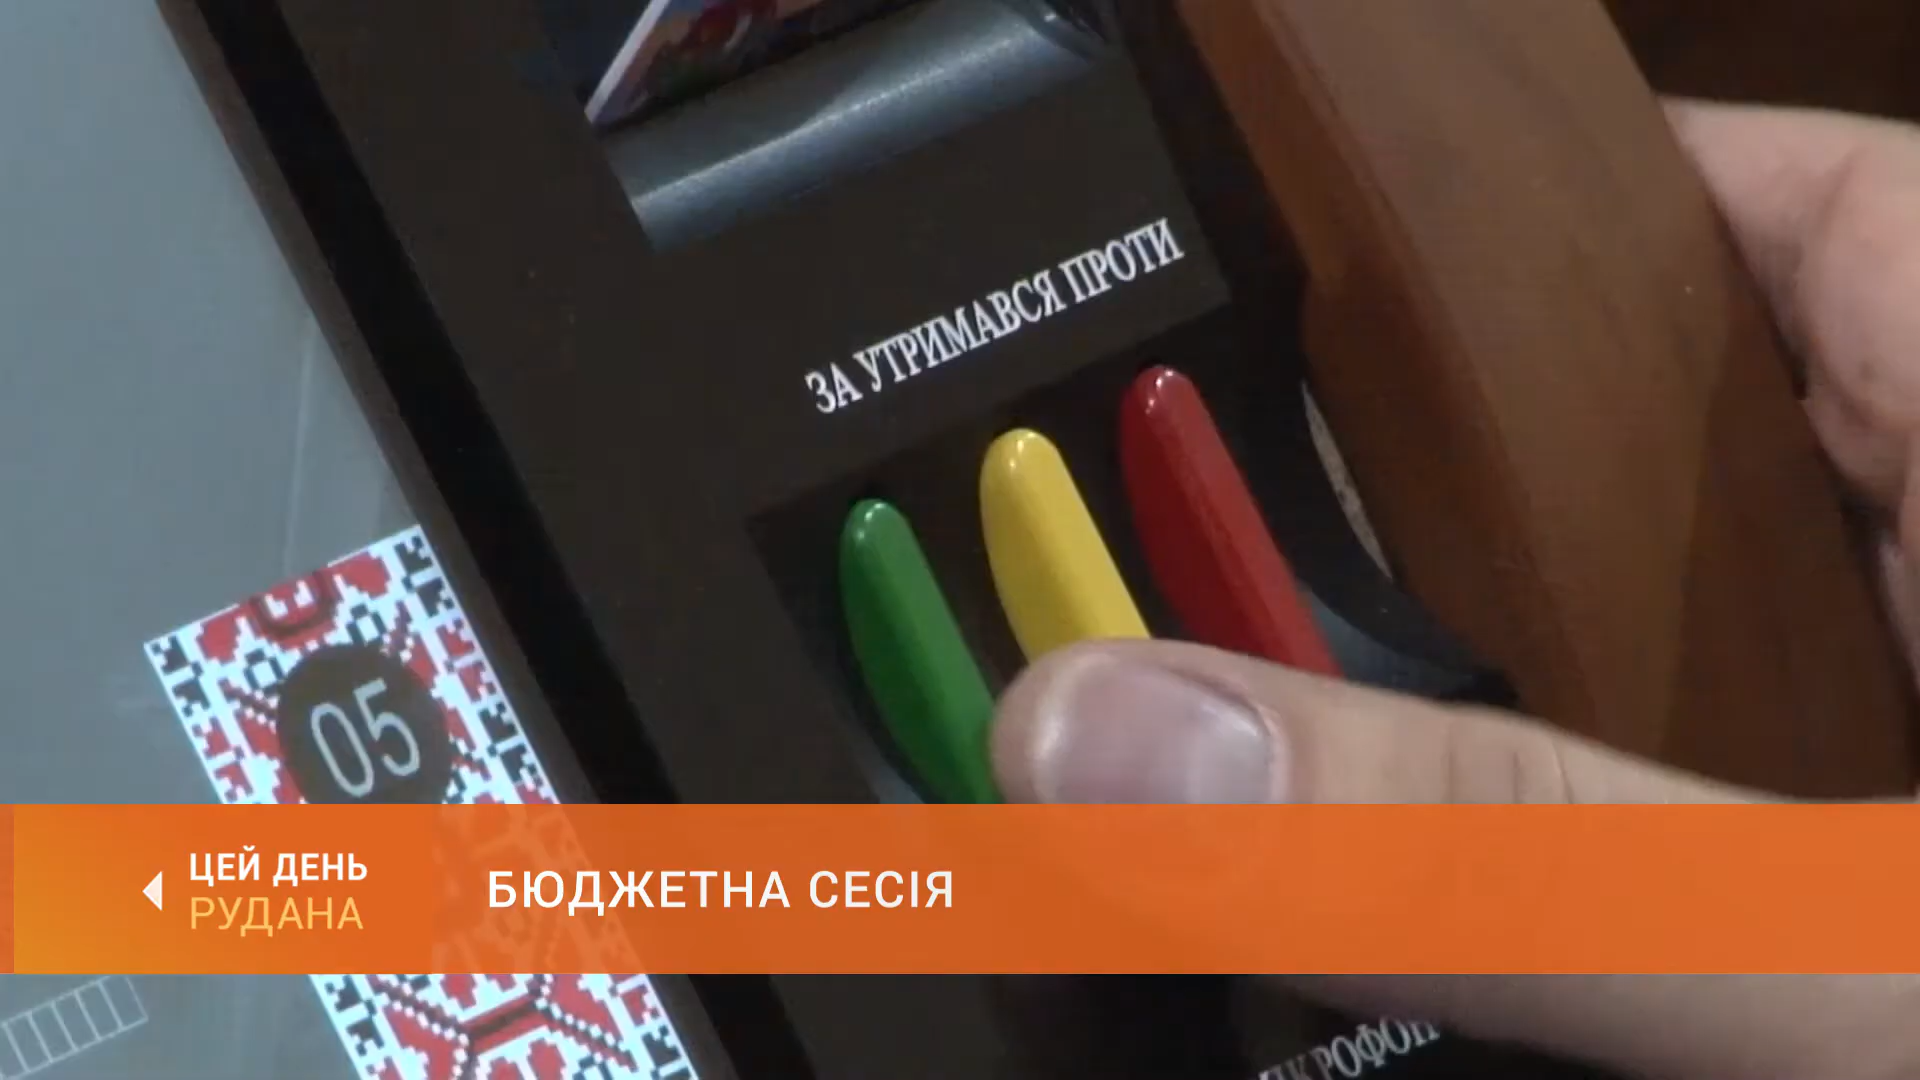 ЗА УТРИМАВСЯ ПРОТИ
05
ЦЕЙ ДЕНЬ
РУДАНА
БЮДЖЕТНА СЕСІЯ